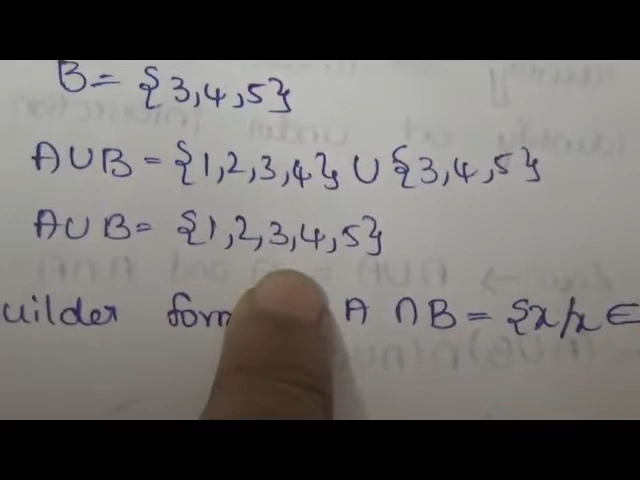 B = {3,4,5}
A∪B = {1,2,3,4} ∪ {3,4,5}
A∪B = {1,2,3,4,5}
uilder form A ∩ B = {x/x ∈